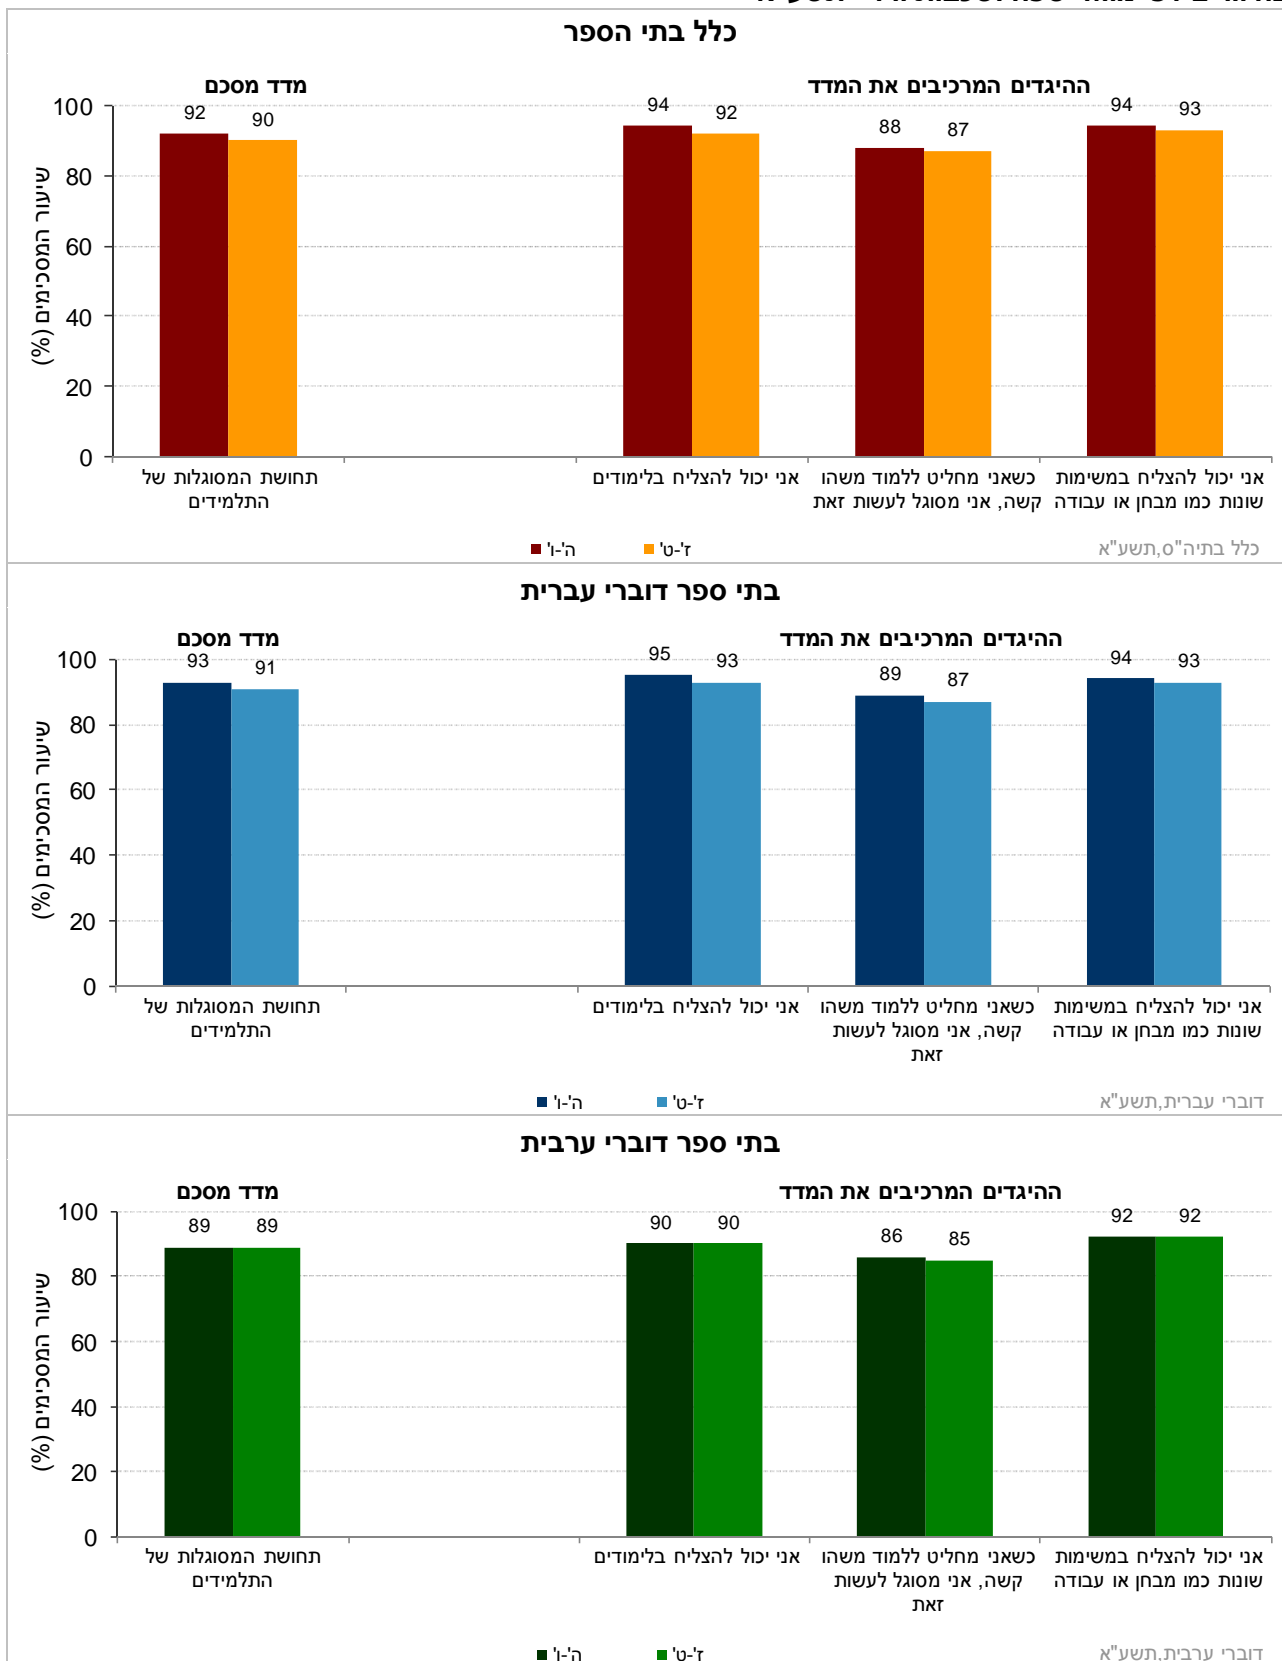 כלל בתי הספר
מדד מסכם
ההיגדים המרכיבים את המדד
שיעור המסכימים (%)
100
80
60
40
20
0
92
90
94
92
88
87
94
93
תחושת המסוגלות של
התלמידים
אני יכול להצליח בלימודים
כשאני מחליט ללמוד משהו
קשה, אני מסוגל לעשות זאת
אני יכול להצליח במשימות
שונות כמו מבחן או עבודה
ה'-ו'
ז'-ט'
כלל בתיה"ס,תשע"א
בתי ספר דוברי עברית
מדד מסכם
ההיגדים המרכיבים את המדד
שיעור המסכימים (%)
100
80
60
40
20
0
93
91
95
93
89
87
94
93
תחושת המסוגלות של
התלמידים
אני יכול להצליח בלימודים
כשאני מחליט ללמוד משהו
קשה, אני מסוגל לעשות
זאת
אני יכול להצליח במשימות
שונות כמו מבחן או עבודה
ה'-ו'
ז'-ט'
דוברי עברית,תשע"א
בתי ספר דוברי ערבית
מדד מסכם
ההיגדים המרכיבים את המדד
שיעור המסכימים (%)
100
80
60
40
20
0
89
89
90
90
86
85
92
92
תחושת המסוגלות של
התלמידים
אני יכול להצליח בלימודים
כשאני מחליט ללמוד משהו
קשה, אני מסוגל לעשות
זאת
אני יכול להצליח במשימות
שונות כמו מבחן או עבודה
ה'-ו'
ז'-ט'
דוברי ערבית,תשע"א